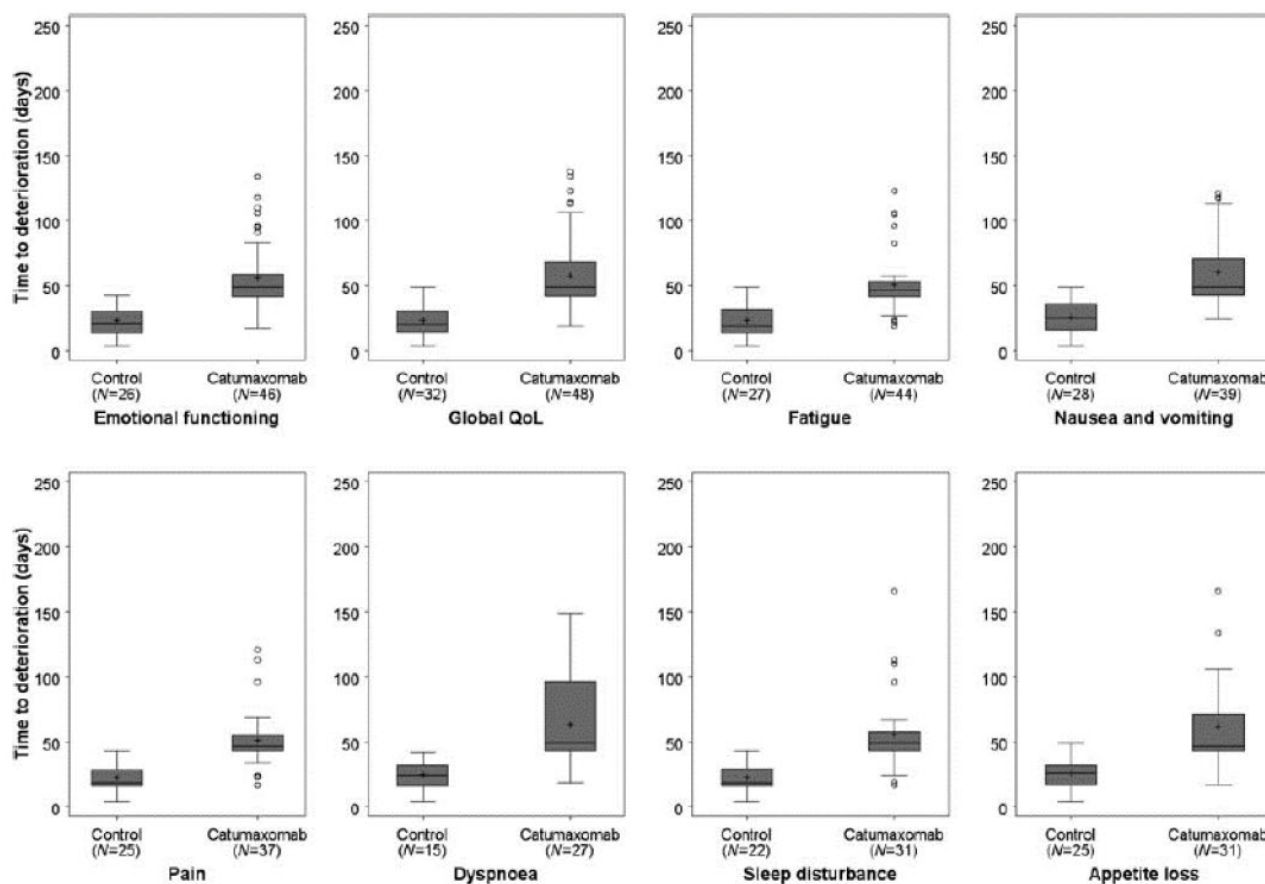 Time to deterioration (days)
250
200
150
100
50
0
Control
(N=26)
Catumaxomab
(N=46)
Emotional functioning
250
200
150
100
50
0
Control
(N=32)
Catumaxomab
(N=48)
Global QoL
250
200
150
100
50
0
Control
(N=27)
Catumaxomab
(N=44)
Fatigue
250
200
150
100
50
0
Control
(N=28)
Catumaxomab
(N=39)
Nausea and vomiting
Time to deterioration (days)
250
200
150
100
50
0
Control
(N=25)
Catumaxomab
(N=37)
Pain
250
200
150
100
50
0
Control
(N=15)
Catumaxomab
(N=27)
Dyspnoea
250
200
150
100
50
0
Control
(N=22)
Catumaxomab
(N=31)
Sleep disturbance
250
200
150
100
50
0
Control
(N=25)
Catumaxomab
(N=31)
Appetite loss